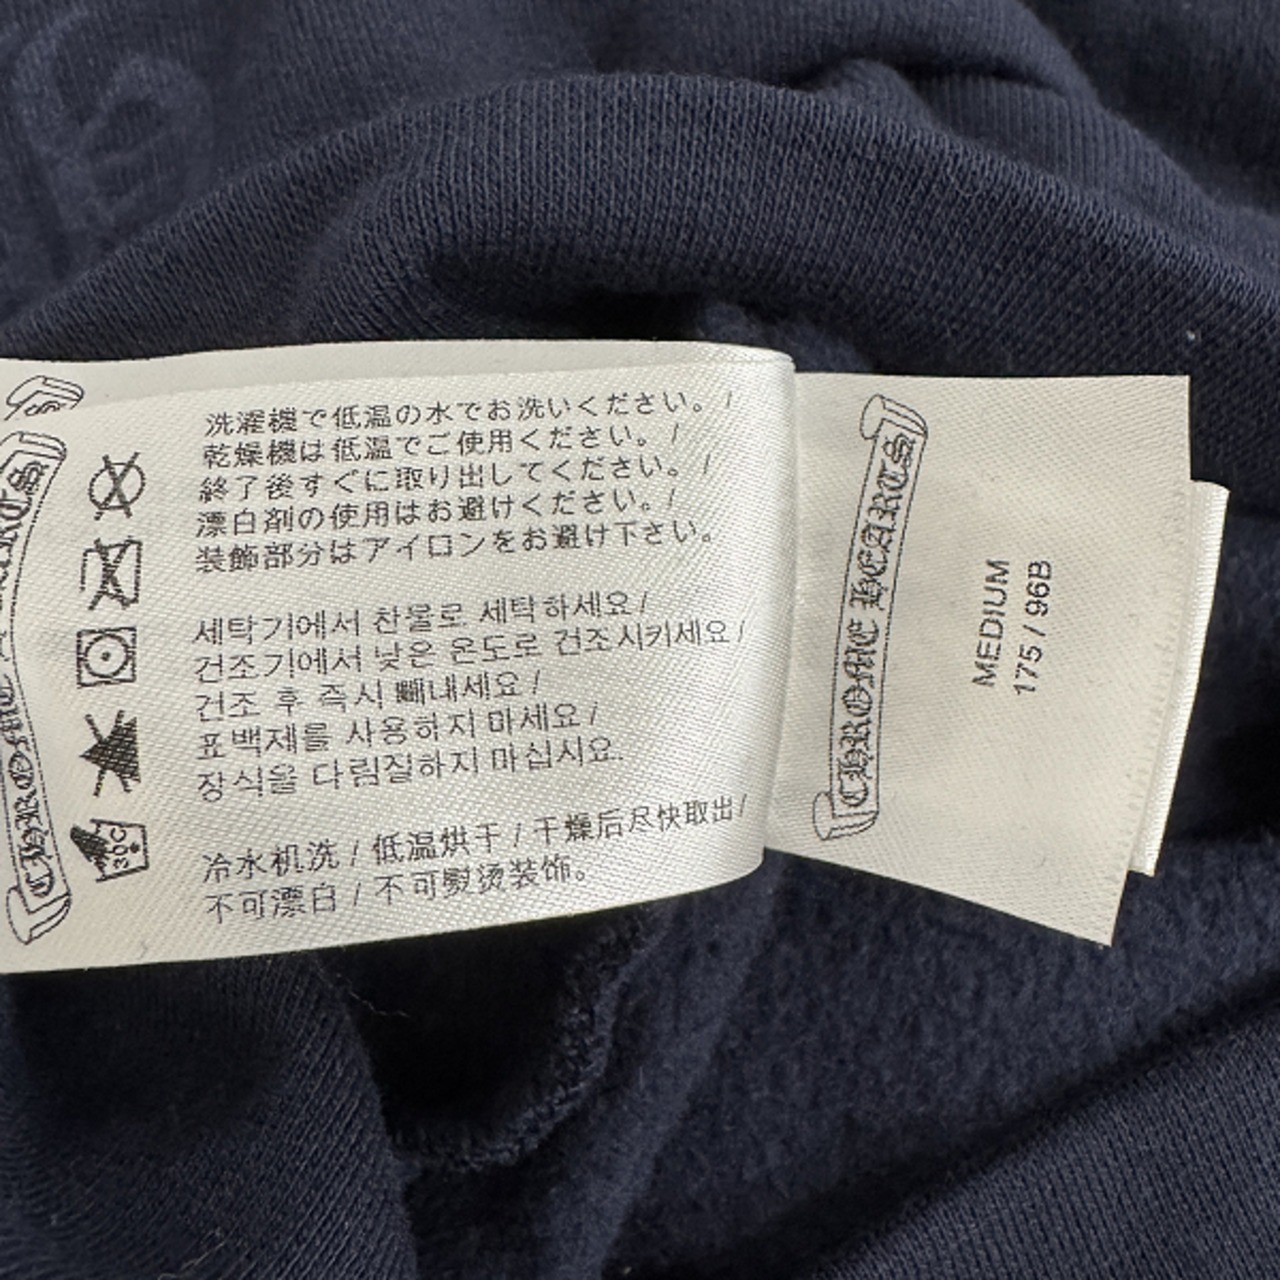 洗濯機で低温の水でお洗いください。/
乾燥機は低温でご使用ください。/
終了後すぐに取り出してください。/
漂白剤の使用はお避けください。/
装飾部分はアイロンをお避け下さい。
세탁기에서 찬물로 세탁하세요/
건조기에서 낮은 온도로 건조시키세요/
건조 후 즉시 빼내세요/
표백제를 사용하지 마세요/
장식을 다림질하지 마십시요.
冷水机洗/低温烘干/干燥后尽快取出/
不可漂白/不可熨烫装饰。
30C
CHROME HEARTS
CHROME HEARTS
MEDIUM
175 / 96B